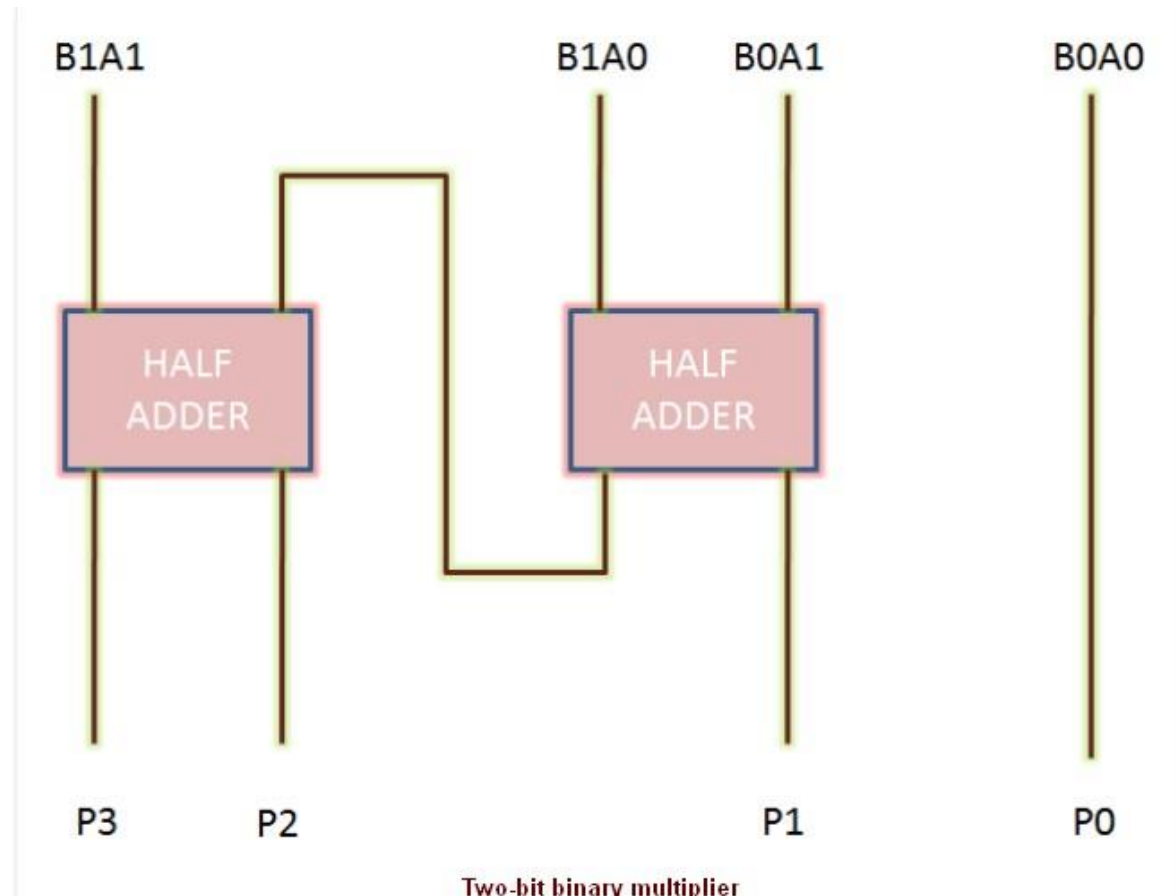 B1A1 B1A0 B0A1 B0A0
HALF
ADDER
HALF
ADDER
P3 P2 P1 P0
Two-bit binary multiplier